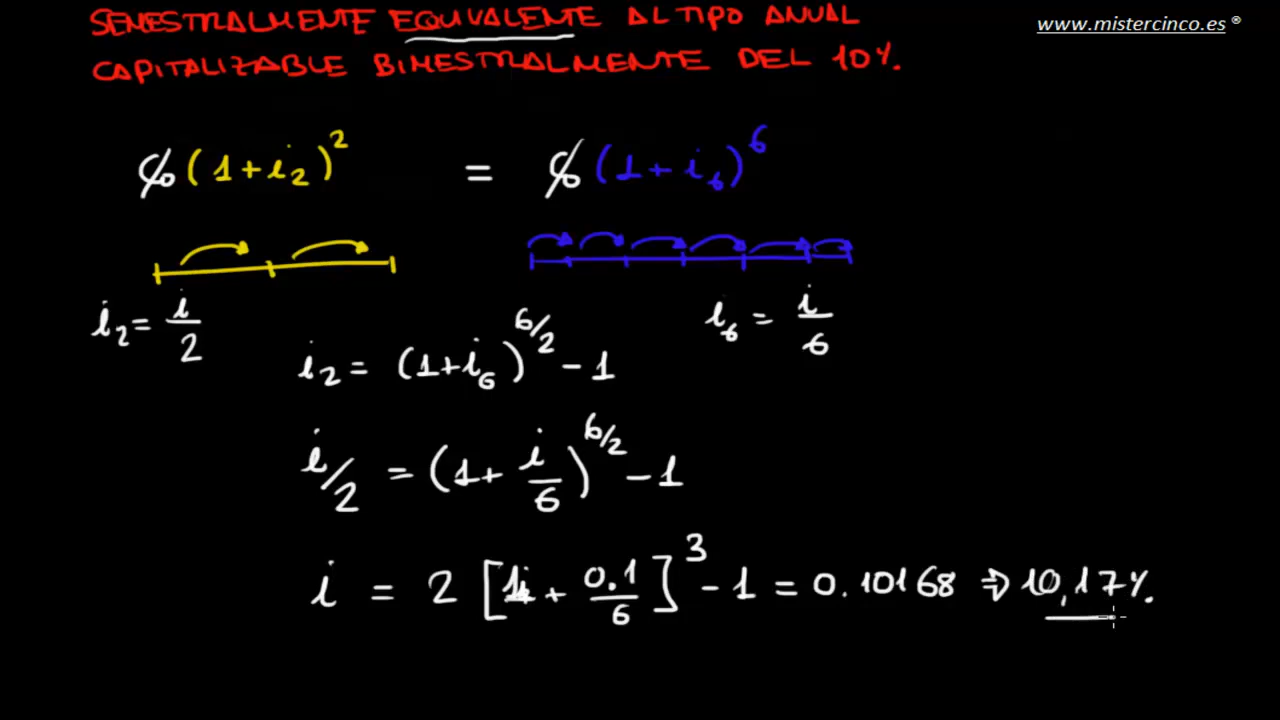 www.mistercinco.es ®
SEMESTRALMENTE EQUIVALENTE AL TIPO ANUAL
CAPITALIZABLE BIMESTRALMENTE DEL 10%.
(1+i₂)² = (1+i₆)⁶
i₂ = i/2
i₆ = i/6
i₂ = (1+i₆)^6/2 - 1
i/2 = (1+ i/6)^6/2 - 1
i = 2 [1 + 0.1/6]³ - 1 = 0.10168 ⇒ 10,17%.